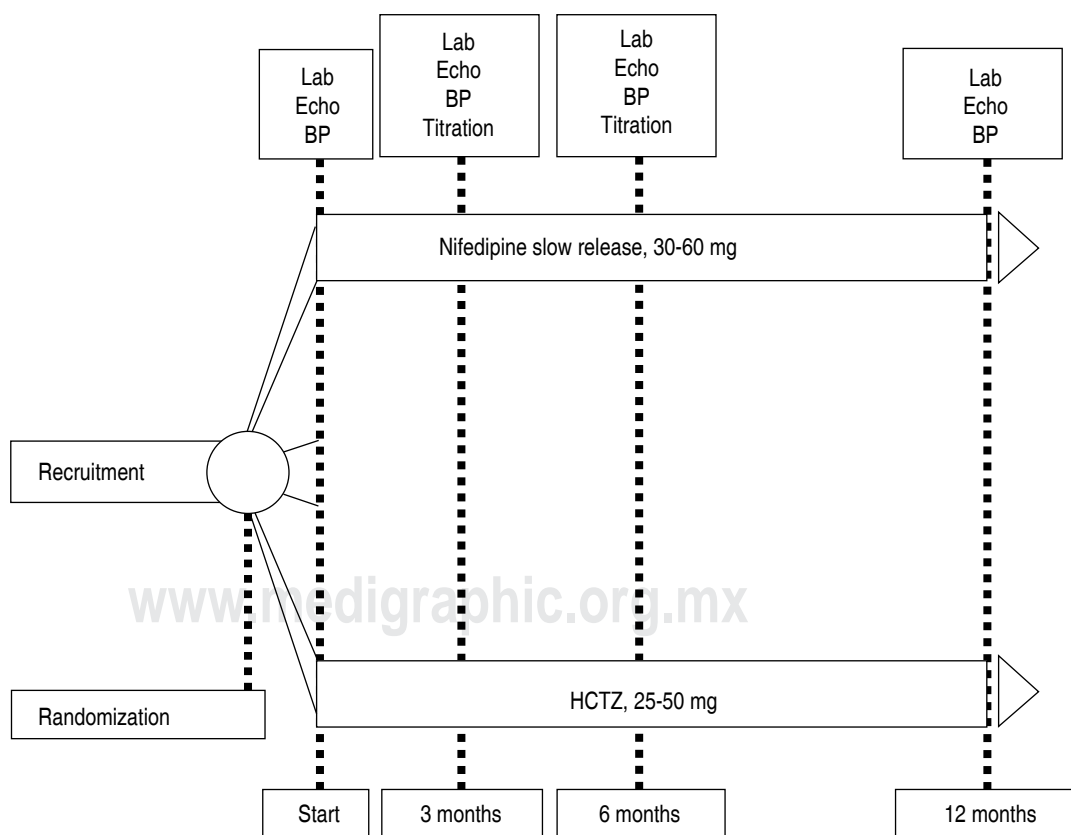 Lab
Echo
BP
Lab
Echo
BP
Titration
Lab
Echo
BP
Titration
Lab
Echo
BP
Nifedipine slow release, 30-60 mg
Recruitment
www.medigraphic.org.mx
HCTZ, 25-50 mg
Randomization
Start
3 months
6 months
12 months